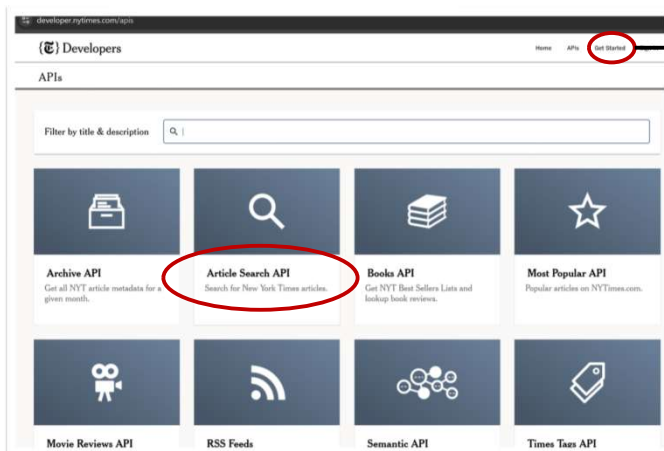 developer.nytimes.com/apis
{T} Developers
Home APIs Get Started
APIs
Filter by title & description
Archive API
Get all NYT article metadata for a
given month.
Article Search API
Search for New York Times articles.
Books API
Get NYT Best Sellers Lists and
lookup book reviews.
Most Popular API
Popular articles on NYTimes.com.
Movie Reviews API
RSS Feeds
Semantic API
Times Tags API